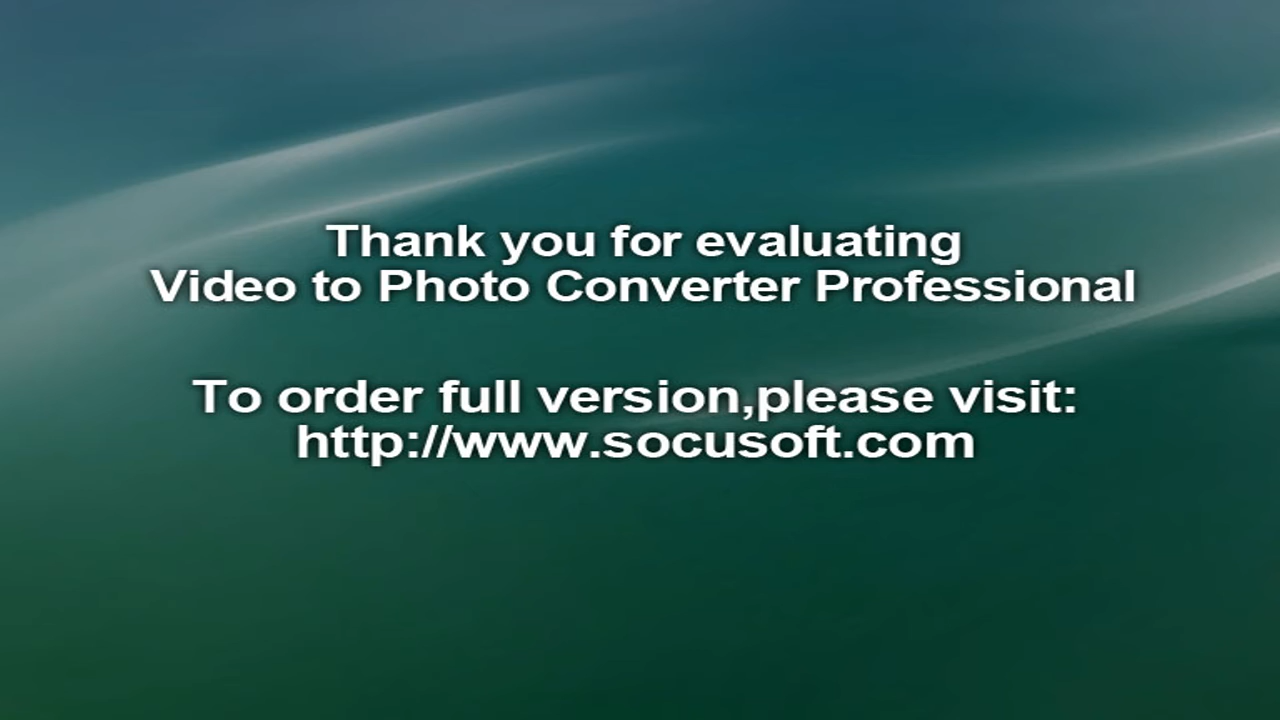 Thank you for evaluating
Video to Photo Converter Professional
To order full version,please visit:
http://www.socusoft.com